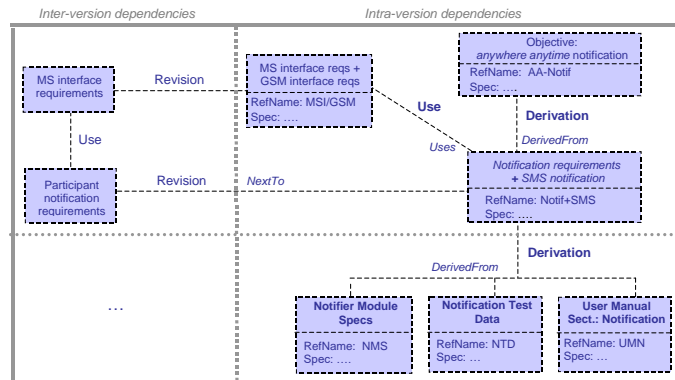 Inter-version dependencies
Intra-version dependencies
MS interface
requirements
Revision
MS interface reqs +
GSM interface reqs
RefName: MSI/GSM
Spec: ....
Objective:
anywhere anytime notification
RefName: AA-Notif
Spec: ....
Use
Use
Uses
Derivation
DerivedFrom
Participant
notification
requirements
Revision
NextTo
Notification requirements
+ SMS notification
RefName: Notif+SMS
Spec: ....
Derivation
DerivedFrom
...
Notifier Module
Specs
RefName: NMS
Spec: ....
Notification Test
Data
RefName: NTD
Spec: ...
User Manual
Sect.: Notification
RefName: UMN
Spec: ...